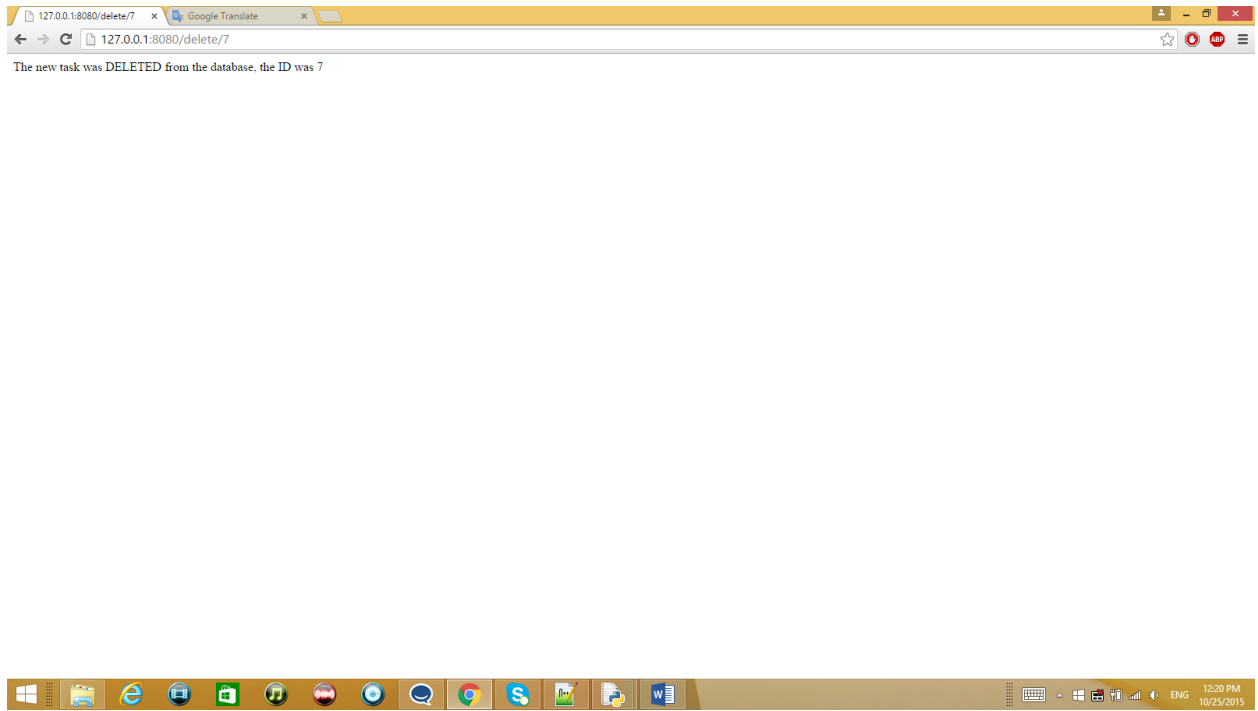 127.0.0.1:8080/delete/7
Google Translate
127.0.0.1:8080/delete/7
ABP
The new task was DELETED from the database, the ID was 7
ENG
12:20 PM
10/25/2015